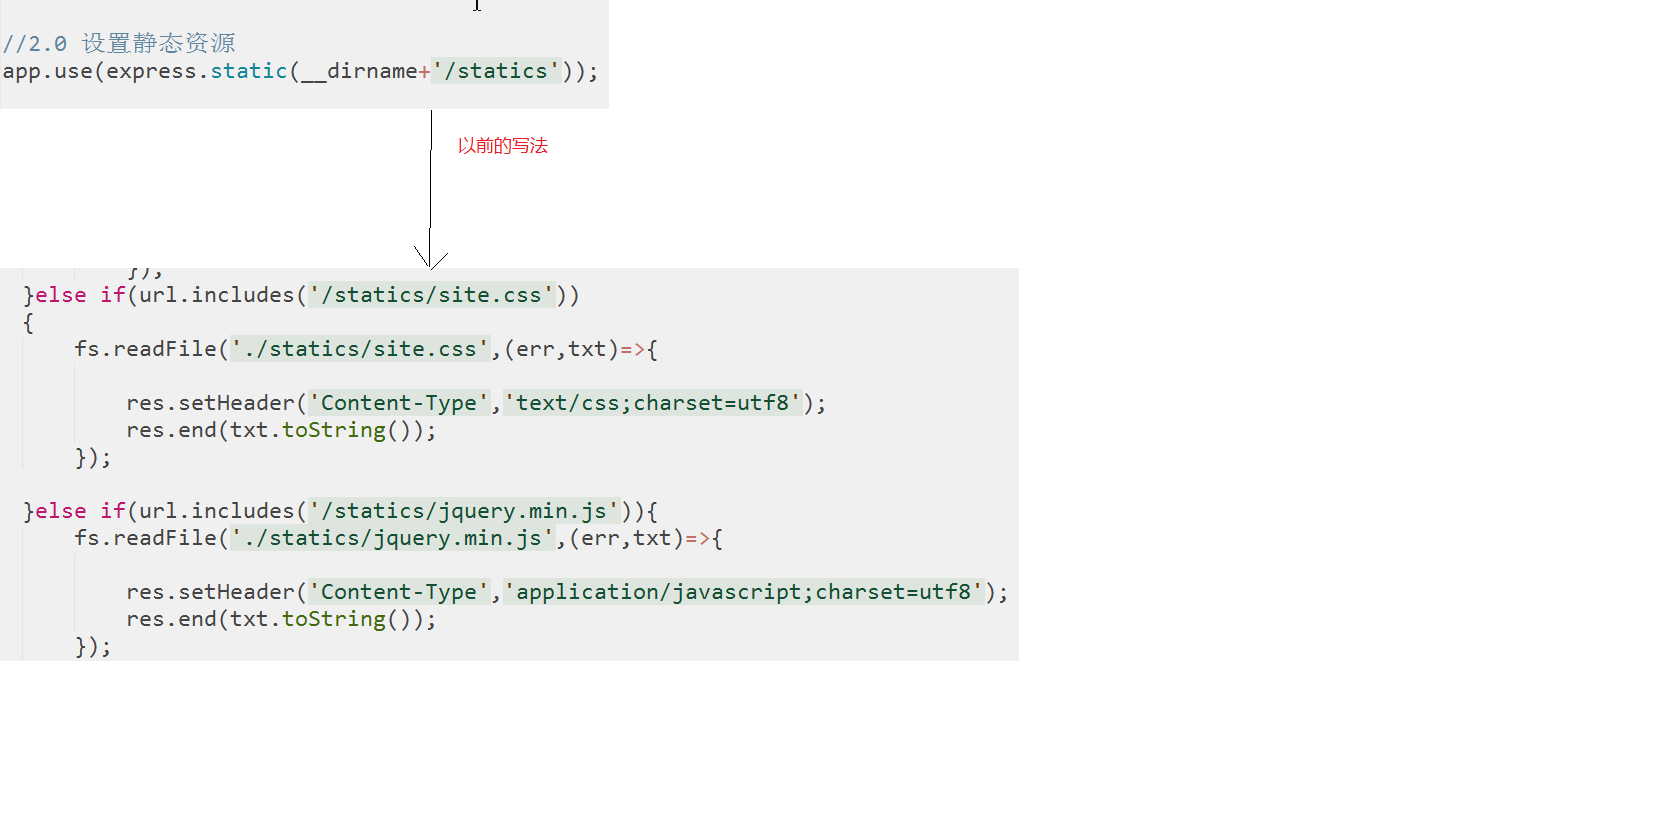 //2.0 设置静态资源
app.use(express.static(__dirname+'/statics'));
以前的写法
});
}else if(url.includes('/statics/site.css'))
{
fs.readFile('./statics/site.css',(err,txt)=>{
res.setHeader('Content-Type','text/css;charset=utf8');
res.end(txt.toString());
});
}else if(url.includes('/statics/jquery.min.js')){
fs.readFile('./statics/jquery.min.js',(err,txt)=>{
res.setHeader('Content-Type','application/javascript;charset=utf8');
res.end(txt.toString());
});